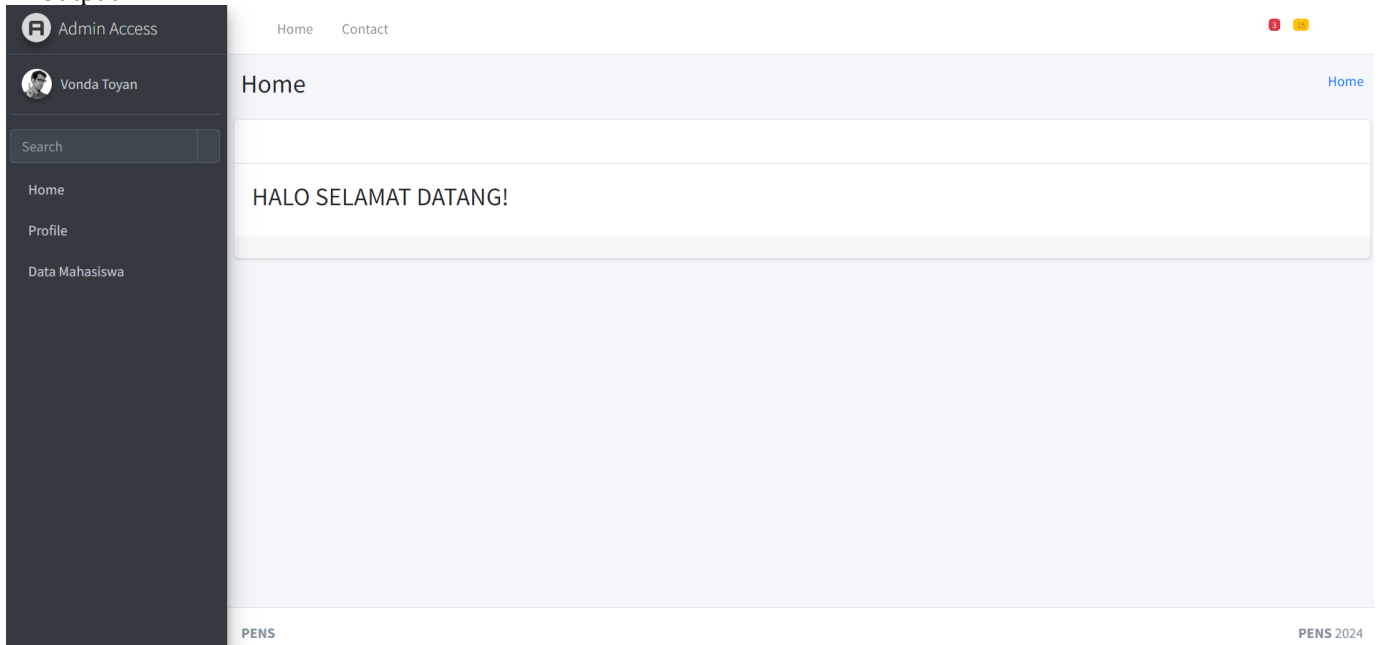 Admin Access
Home Contact
3 15
Vonda Toyan
Home
Home
Search
Home
HALO SELAMAT DATANG!
Profile
Data Mahasiswa
PENS
PENS 2024